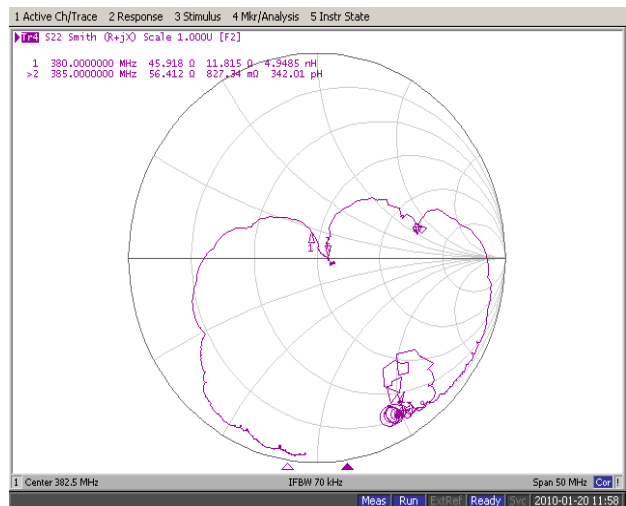 1 Active Ch/Trace 2 Response 3 Stimulus 4 Mkr/Analysis 5 Instr State
Tr4 S22 Smith (R+jX) Scale 1.000U [F2]
1 380.0000000 MHz 45.918 Ω 11.815 Ω 4.9485 nH
>2 385.0000000 MHz 56.412 Ω 827.34 mΩ 342.01 pH
1
1 Center 382.5 MHz IFBW 70 kHz Span 50 MHz Cor !
Meas Run ExtRef Ready Svc 2010-01-20 11:58